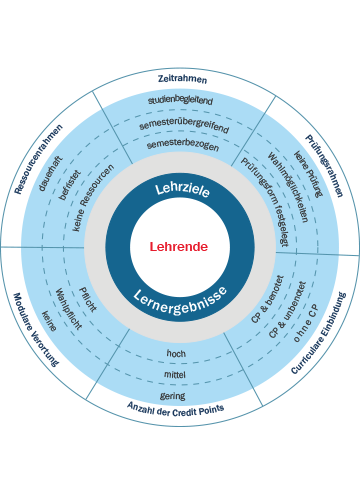 Zeitrahmen
studienbegleitend
semesterübergreifend
semesterbezogen
Prüfungsrahmen
keine Prüfung
Wahlmöglichkeiten
Prüfungsform festgelegt
Curriculare Einbindung
ohne CP
CP & unbenotet
CP & benotet
Anzahl der Credit Points
gering
mittel
hoch
Modulare Verortung
keine
Wahlpflicht
Pflicht
Ressourcenrahmen
dauerhaft
befristet
keine Ressourcen
Lehrziele
Lehrende
Lernergebnisse